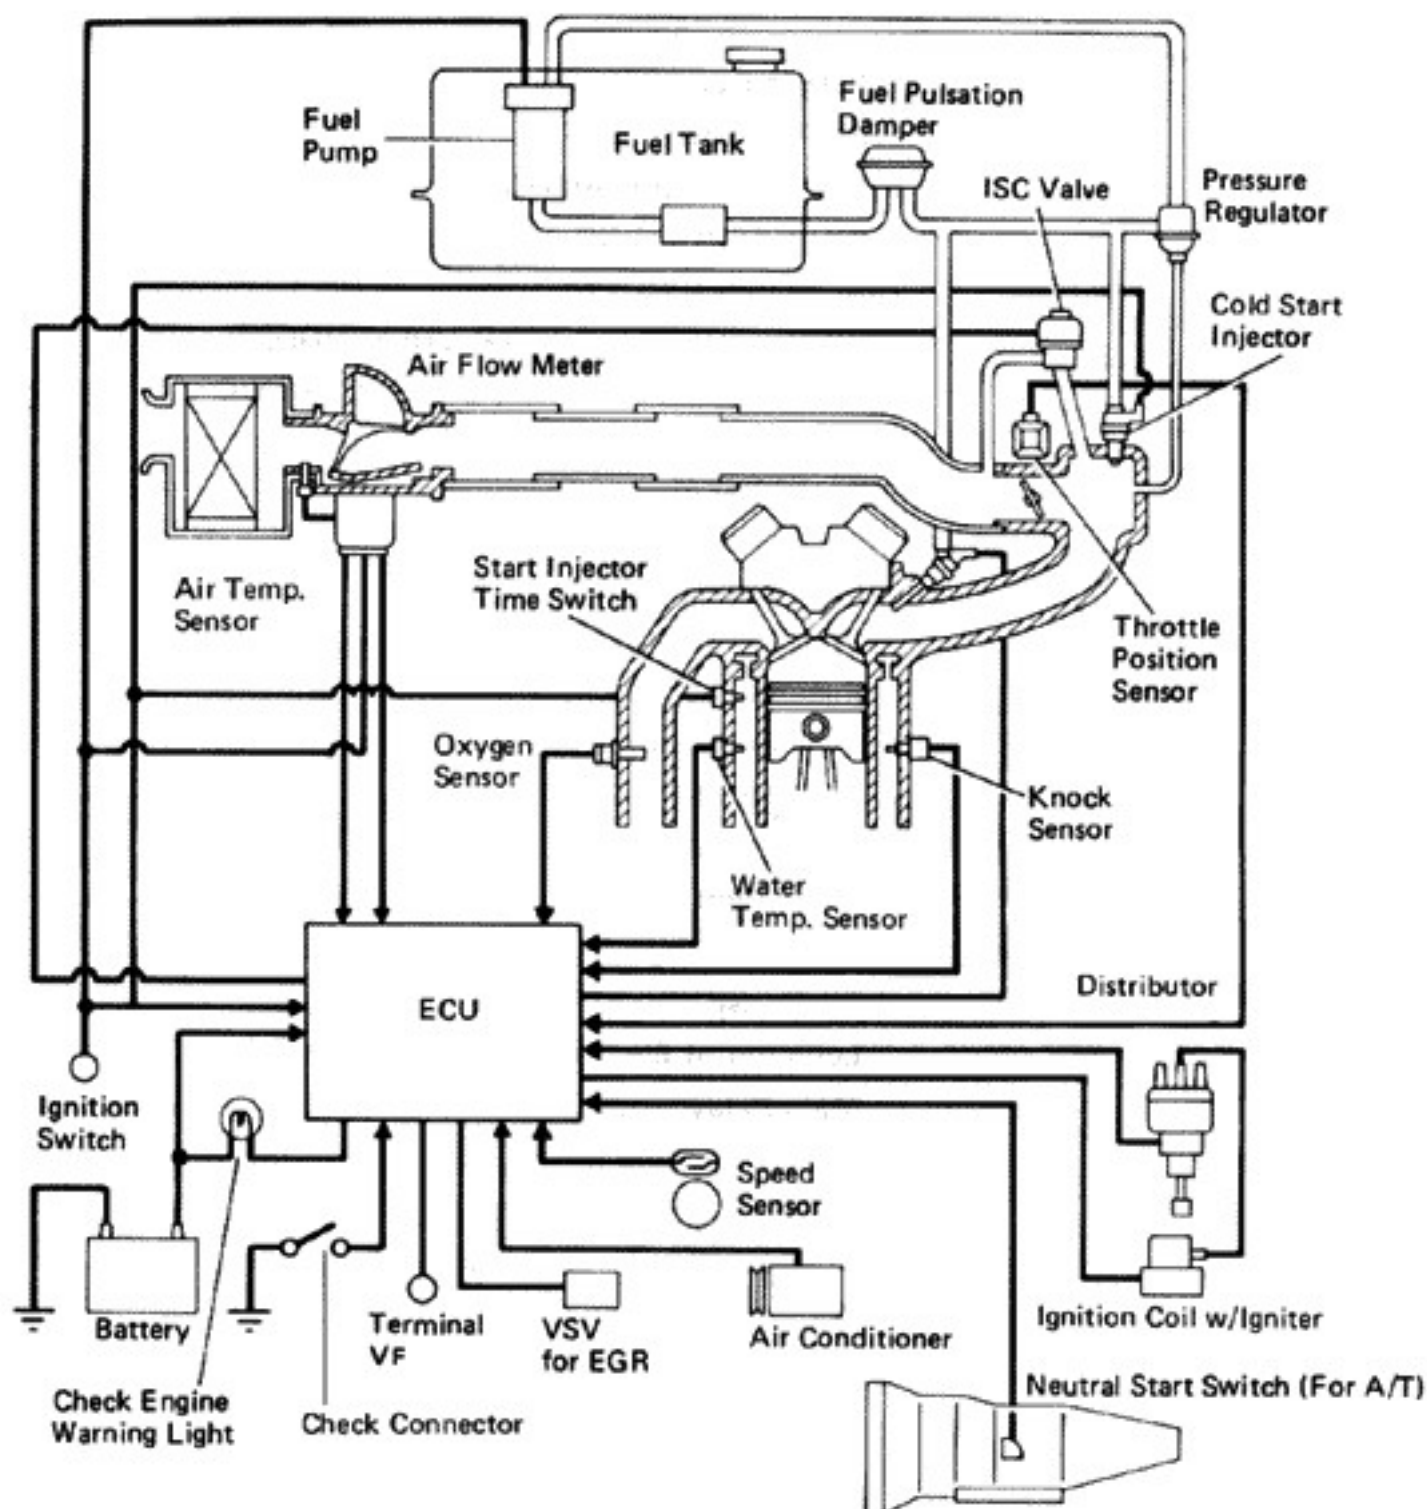 Fuel
Pump
Fuel Tank
Fuel Pulsation
Damper
ISC Valve
Pressure
Regulator
Cold Start
Injector
Air Flow Meter
Air Temp.
Sensor
Start Injector
Time Switch
Throttle
Position
Sensor
Oxygen
Sensor
Knock
Sensor
Water
Temp. Sensor
ECU
Distributor
Ignition
Switch
Speed
Sensor
Battery
Terminal
VF
VSV
for EGR
Air Conditioner
Ignition Coil w/Igniter
Check Engine
Warning Light
Check Connector
Neutral Start Switch (For A/T)